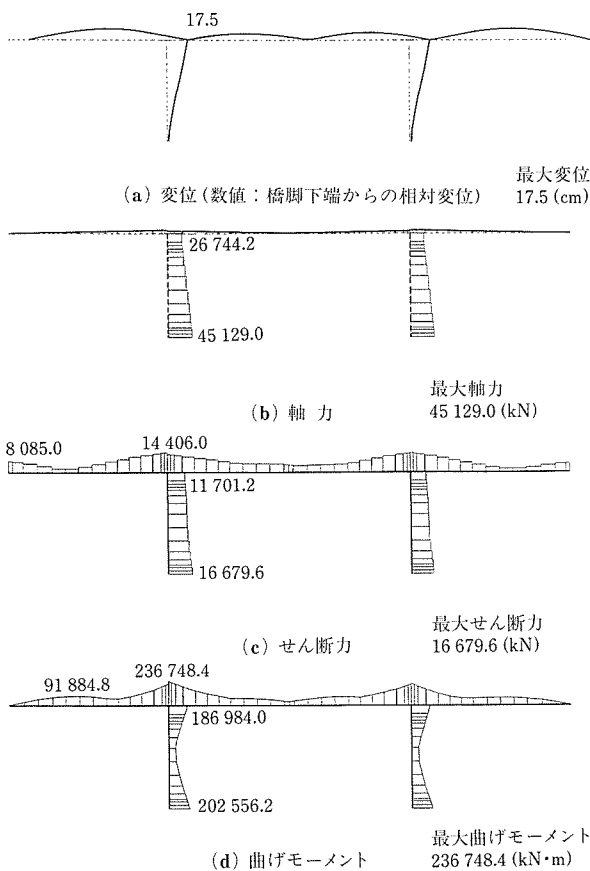 17.5
最大変位
(a) 変位(数値：橋脚下端からの相対変位) 17.5 (cm)
26 744.2
45 129.0
最大軸力
(b) 軸 力 45 129.0 (kN)
8 085.0 14 406.0
11 701.2
16 679.6
最大せん断力
(c) せん断力 16 679.6 (kN)
236 748.4
91 884.8
186 984.0
202 556.2
最大曲げモーメント
(d) 曲げモーメント 236 748.4 (kN·m)